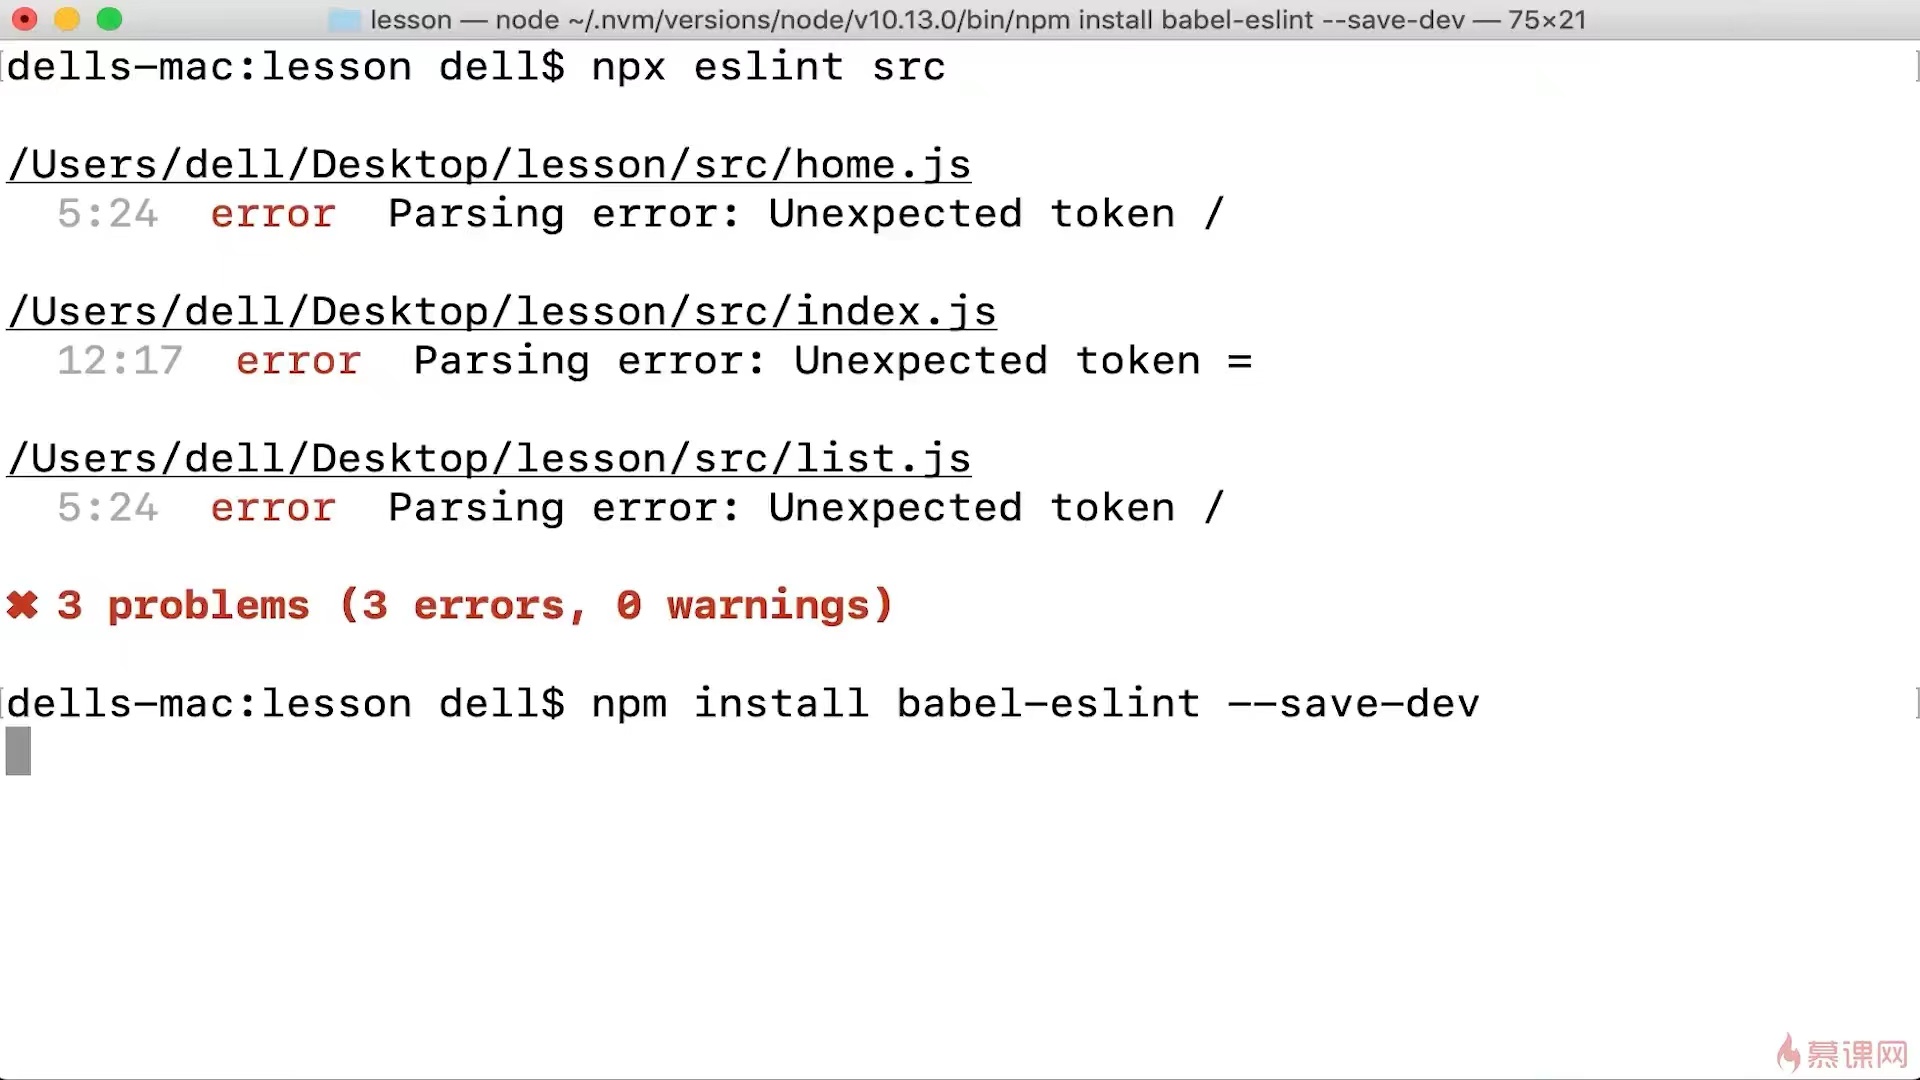 lesson — node ~/.nvm/versions/node/v10.13.0/bin/npm install babel-eslint --save-dev — 75×21
[dells-mac:lesson dell$ npx eslint src ]
/Users/dell/Desktop/lesson/src/home.js
5:24 error Parsing error: Unexpected token /
/Users/dell/Desktop/lesson/src/index.js
12:17 error Parsing error: Unexpected token =
/Users/dell/Desktop/lesson/src/list.js
5:24 error Parsing error: Unexpected token /
✖ 3 problems (3 errors, 0 warnings)
[dells-mac:lesson dell$ npm install babel-eslint --save-dev ]
慕课网